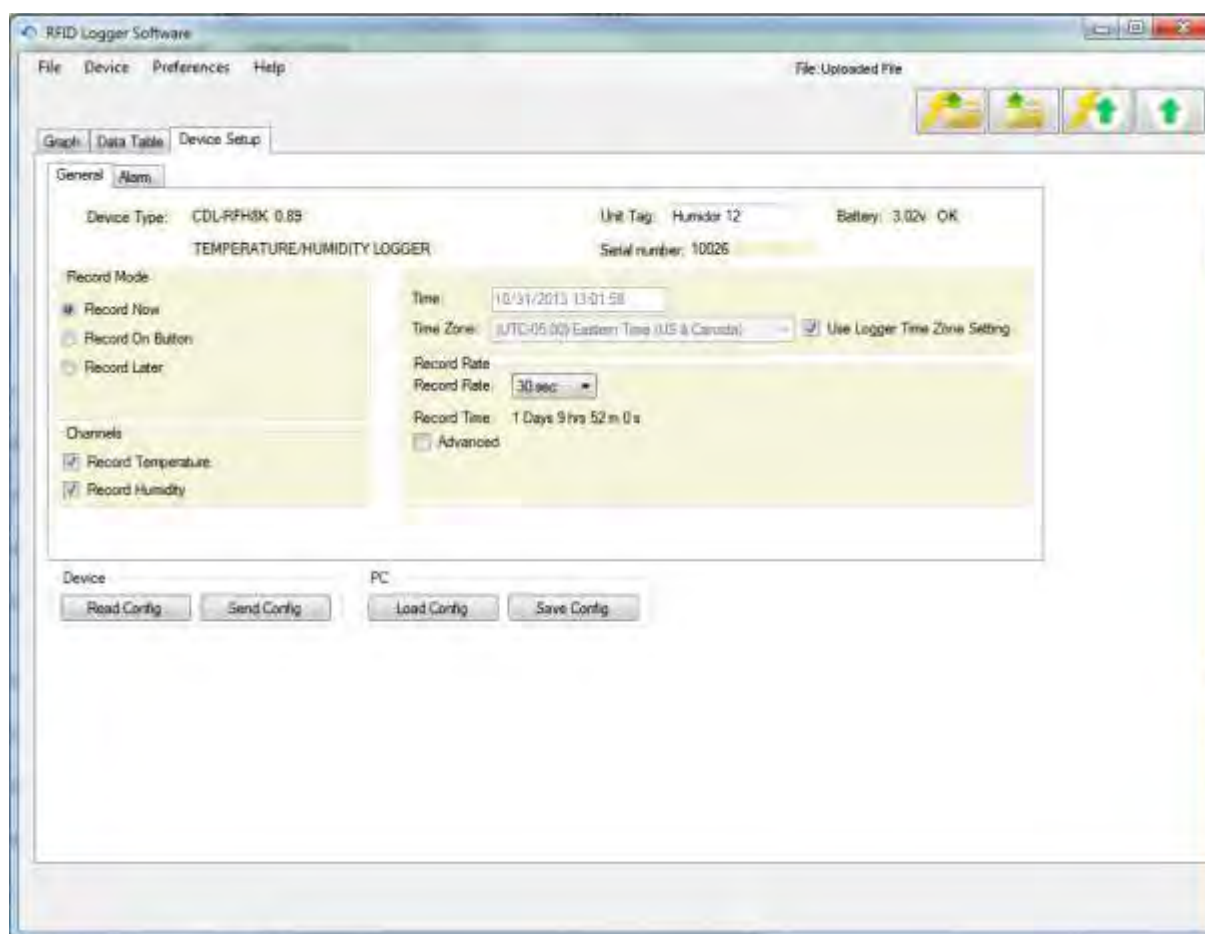 RFID Logger Software
File Device Preferences Help File: Uploaded File
Graph Data Table Device Setup
General Alarm
Device Type: CDL-RFH8K 0.89 Unit Tag: Humidor 12 Battery: 3.02v OK
TEMPERATURE/HUMIDITY LOGGER Serial number: 10026
Record Mode
Record Now
Record On Button
Record Later
Time: 10/31/2013 13:01:58
Time Zone: (UTC-05:00) Eastern Time (US & Canada) Use Logger Time Zone Setting
Record Rate
Record Rate: 30 sec
Record Time: 1 Days 9 hrs 52 m 0 s
Advanced
Channels
Record Temperature
Record Humidity
Device PC
Read Config Send Config Load Config Save Config